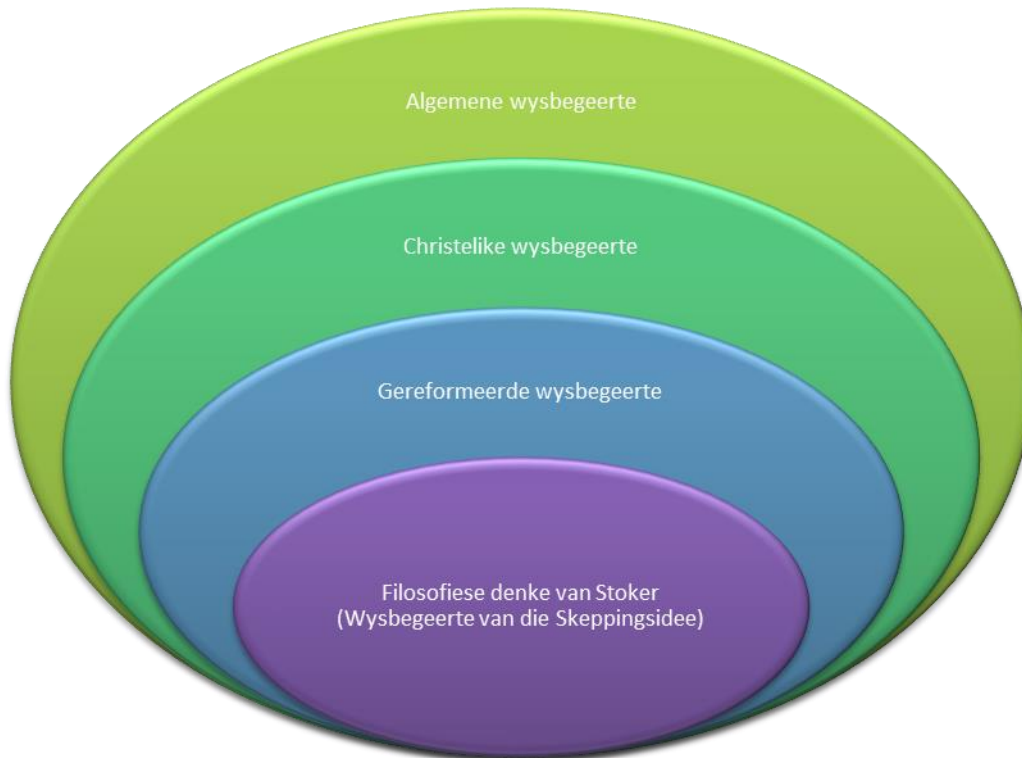 Algemene wysbegeerte
Christelike wysbegeerte
Gereformeerde wysbegeerte
Filosofiese denke van Stoker
(Wysbegeerte van die Skeppingsidee)